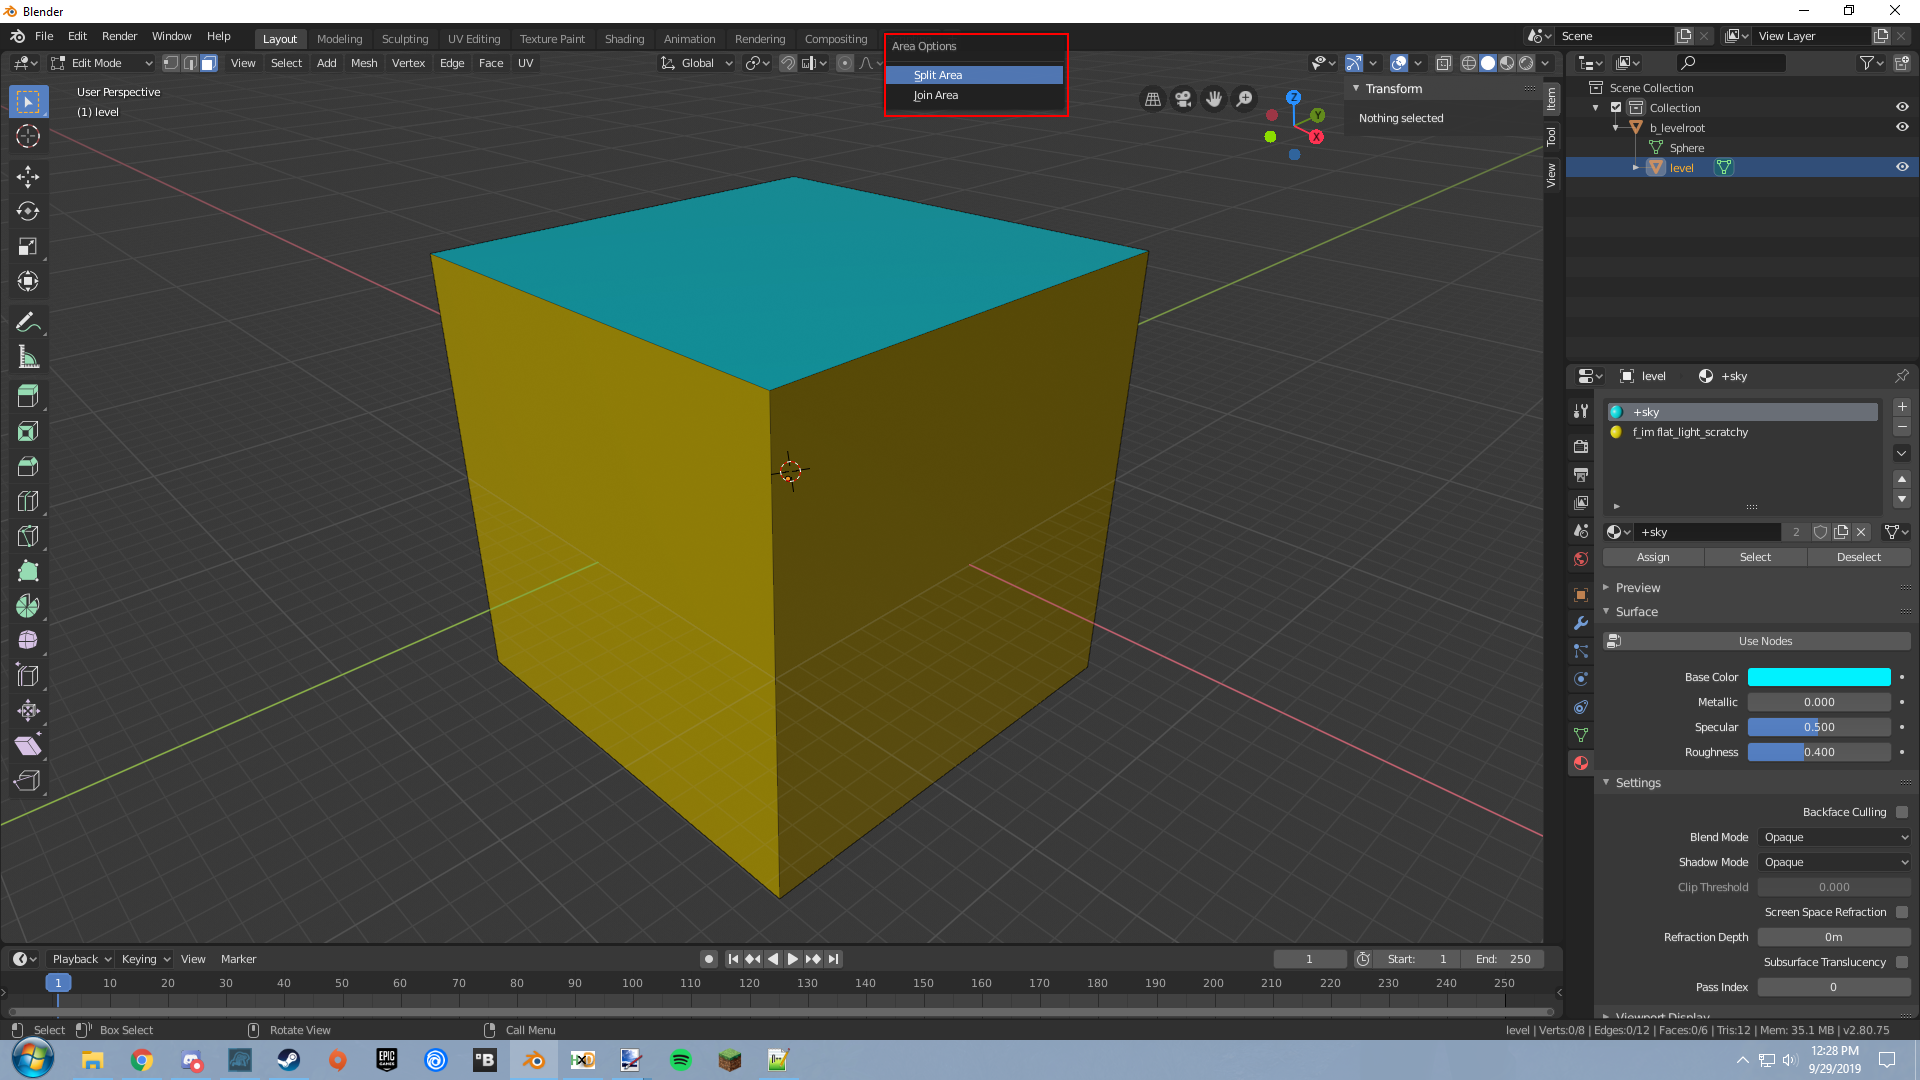 Blender
File Edit Render Window Help
Layout Modeling Sculpting UV Editing Texture Paint Shading Animation Rendering Compositing
Scene
View Layer
Area Options
Split Area
Join Area
Edit Mode View Select Add Mesh Vertex Edge Face UV
Global
User Perspective
(1) level
Z
Y
X
Transform
Nothing selected
Item
Tool
View
Scene Collection
Collection
b_levelroot
Sphere
level
level +sky
+sky
f_im flat_light_scratchy
+sky 2
Assign Select Deselect
Preview
Surface
Use Nodes
Base Color
Metallic 0.000
Specular 0.500
Roughness 0.400
Settings
Backface Culling
Blend Mode Opaque
Shadow Mode Opaque
Clip Threshold 0.000
Screen Space Refraction
Refraction Depth 0m
Subsurface Translucency
Pass Index 0
Viewport Display
Playback Keying View Marker
1 Start: 1 End: 250
1 10 20 30 40 50 60 70 80 90 100 110 120 130 140 150 160 170 180 190 200 210 220 230 240 250
Select Box Select Rotate View Call Menu
level | Verts:0/8 | Edges:0/12 | Faces:0/6 | Tris:12 | Mem: 35.1 MB | v2.80.75
EPIC GAMES
B
12:28 PM
9/29/2019